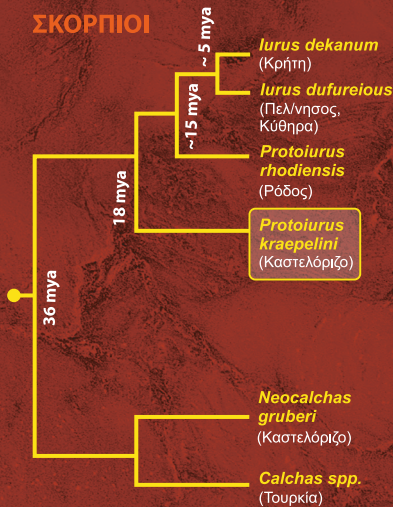 ΣΚΟΡΠΙΟΙ
~ 5 mya
Iurus dekanum
(Κρήτη)
Iurus dufureious
(Πελ/νησος,
Κύθηρα)
~15 mya
Protoiurus
rhodiensis
(Ρόδος)
18 mya
Protoiurus
kraepelini
(Καστελόριζο)
36 mya
Neocalchas
gruberi
(Καστελόριζο)
Calchas spp.
(Τουρκία)